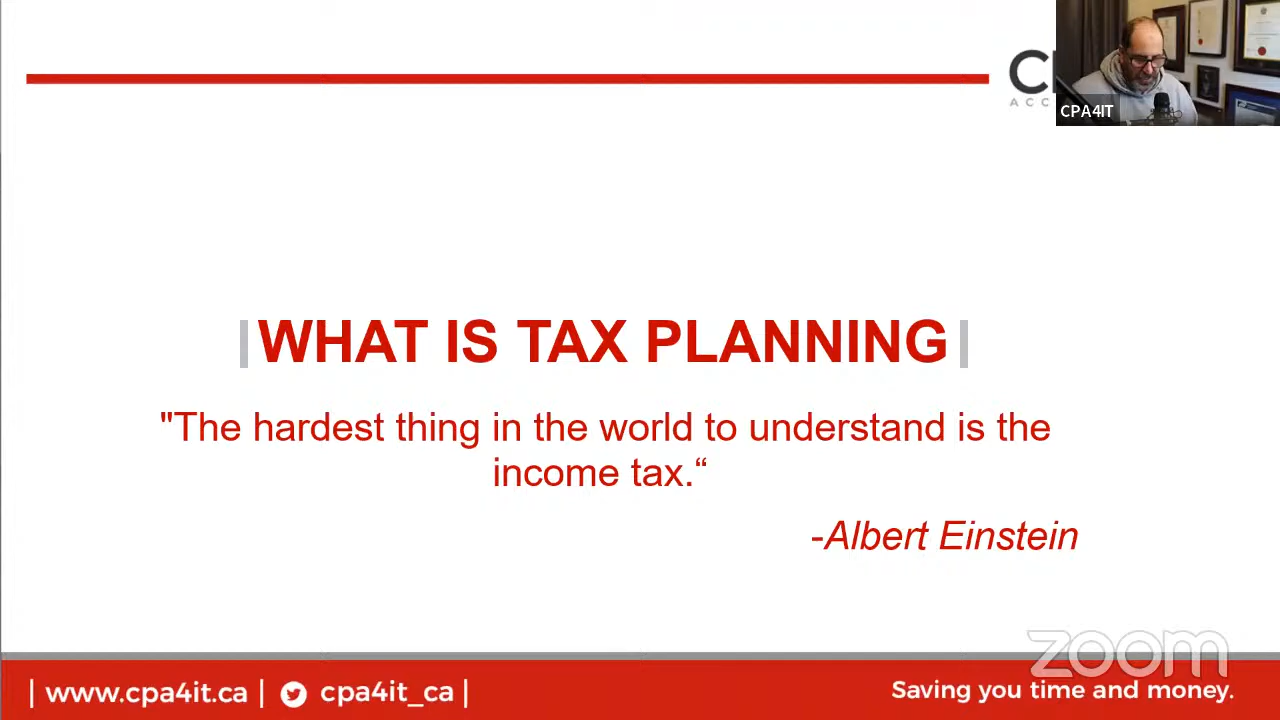 CPA4IT
WHAT IS TAX PLANNING
"The hardest thing in the world to understand is the
income tax.“
-Albert Einstein
zoom
| www.cpa4it.ca | cpa4it_ca |
Saving you time and money.